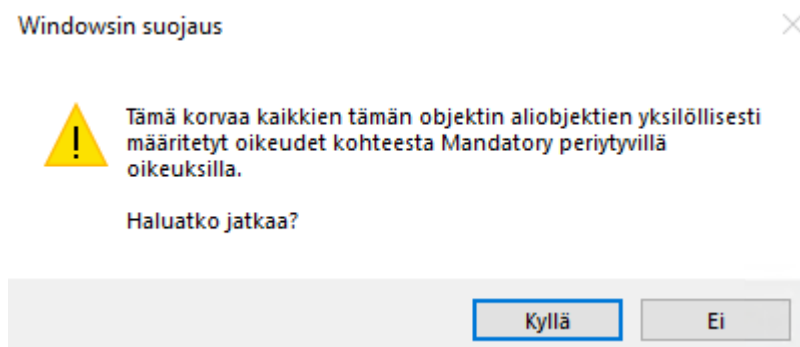 Windowsin suojaus
Tämä korvaa kaikkien tämän objektin aliobjektien yksilöllisesti
määritetyt oikeudet kohteesta Mandatory periytyvillä
oikeuksilla.
Haluatko jatkaa?
Kyllä
Ei